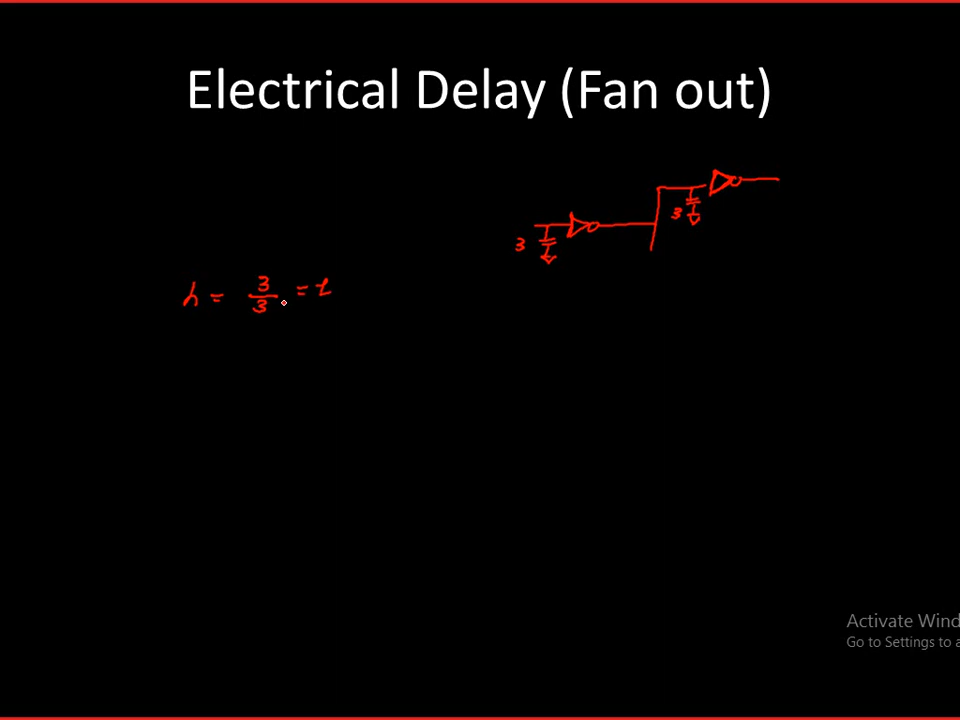 Electrical Delay (Fan out)
3
3
h = 3/3 = 1
Activate Wind
Go to Settings to a